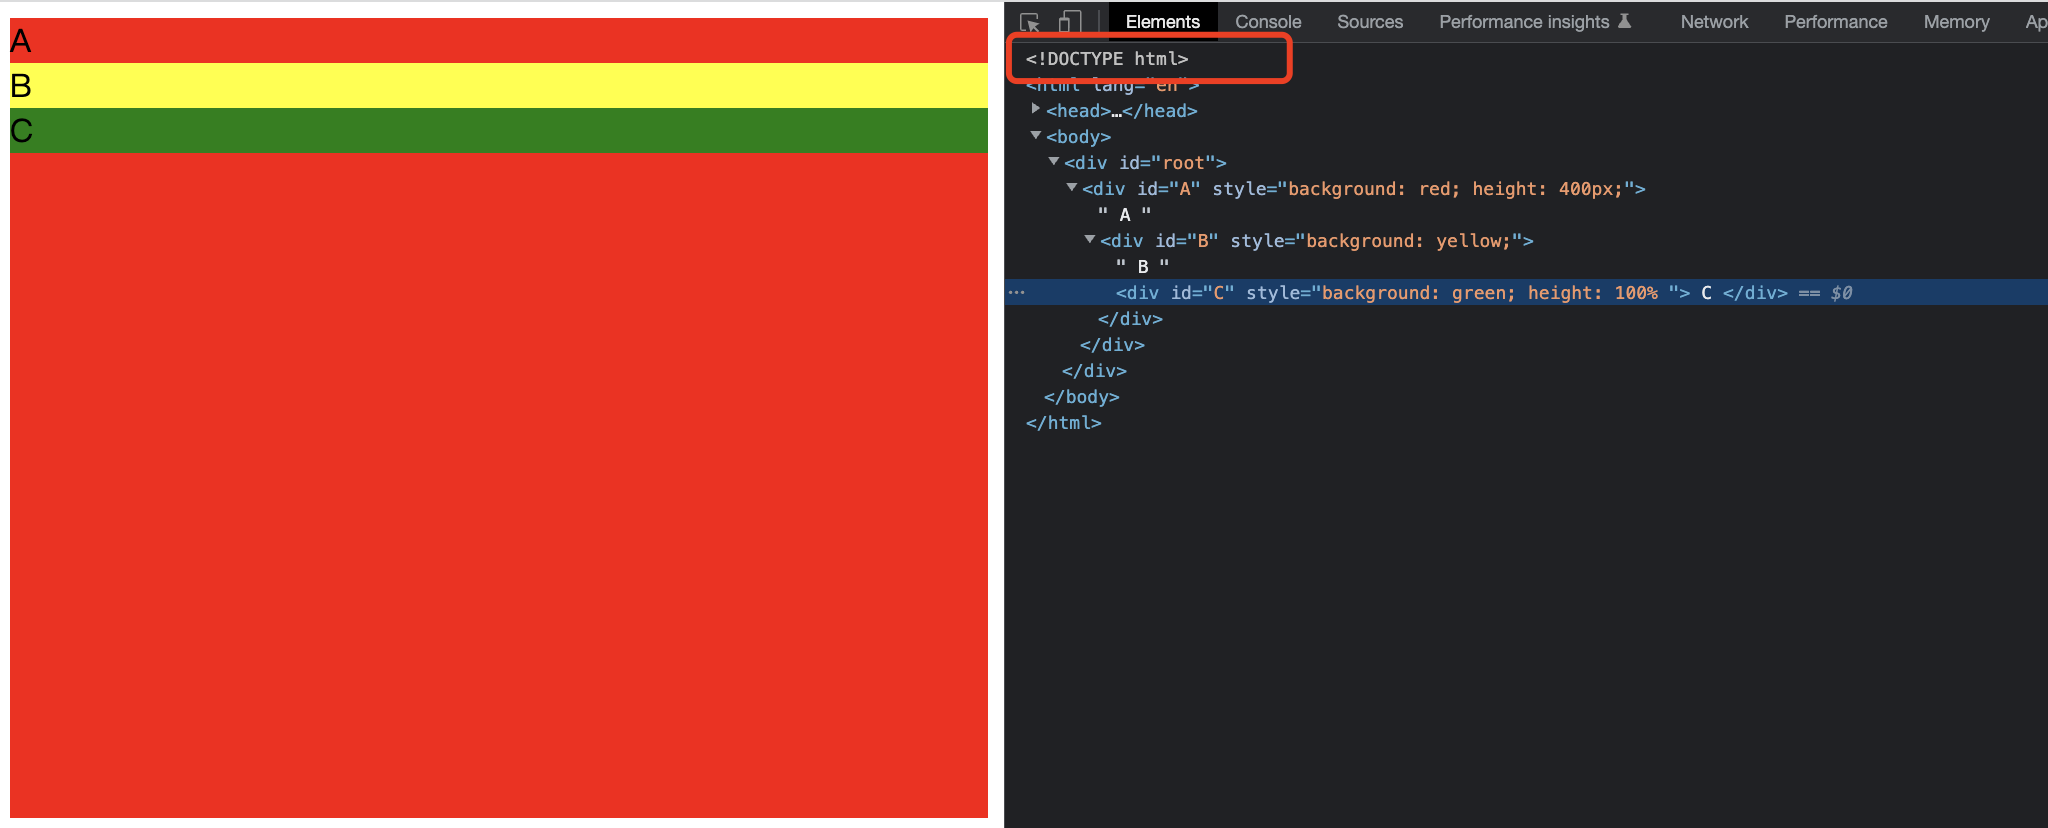 A
B
C
Elements Console Sources Performance insights Network Performance Memory Ap
<!DOCTYPE html>
<html lang="en">
<head>…</head>
<body>
<div id="root">
<div id="A" style="background: red; height: 400px;">
" A "
<div id="B" style="background: yellow;">
" B "
<div id="C" style="background: green; height: 100% "> C </div> == $0
</div>
</div>
</div>
</body>
</html>